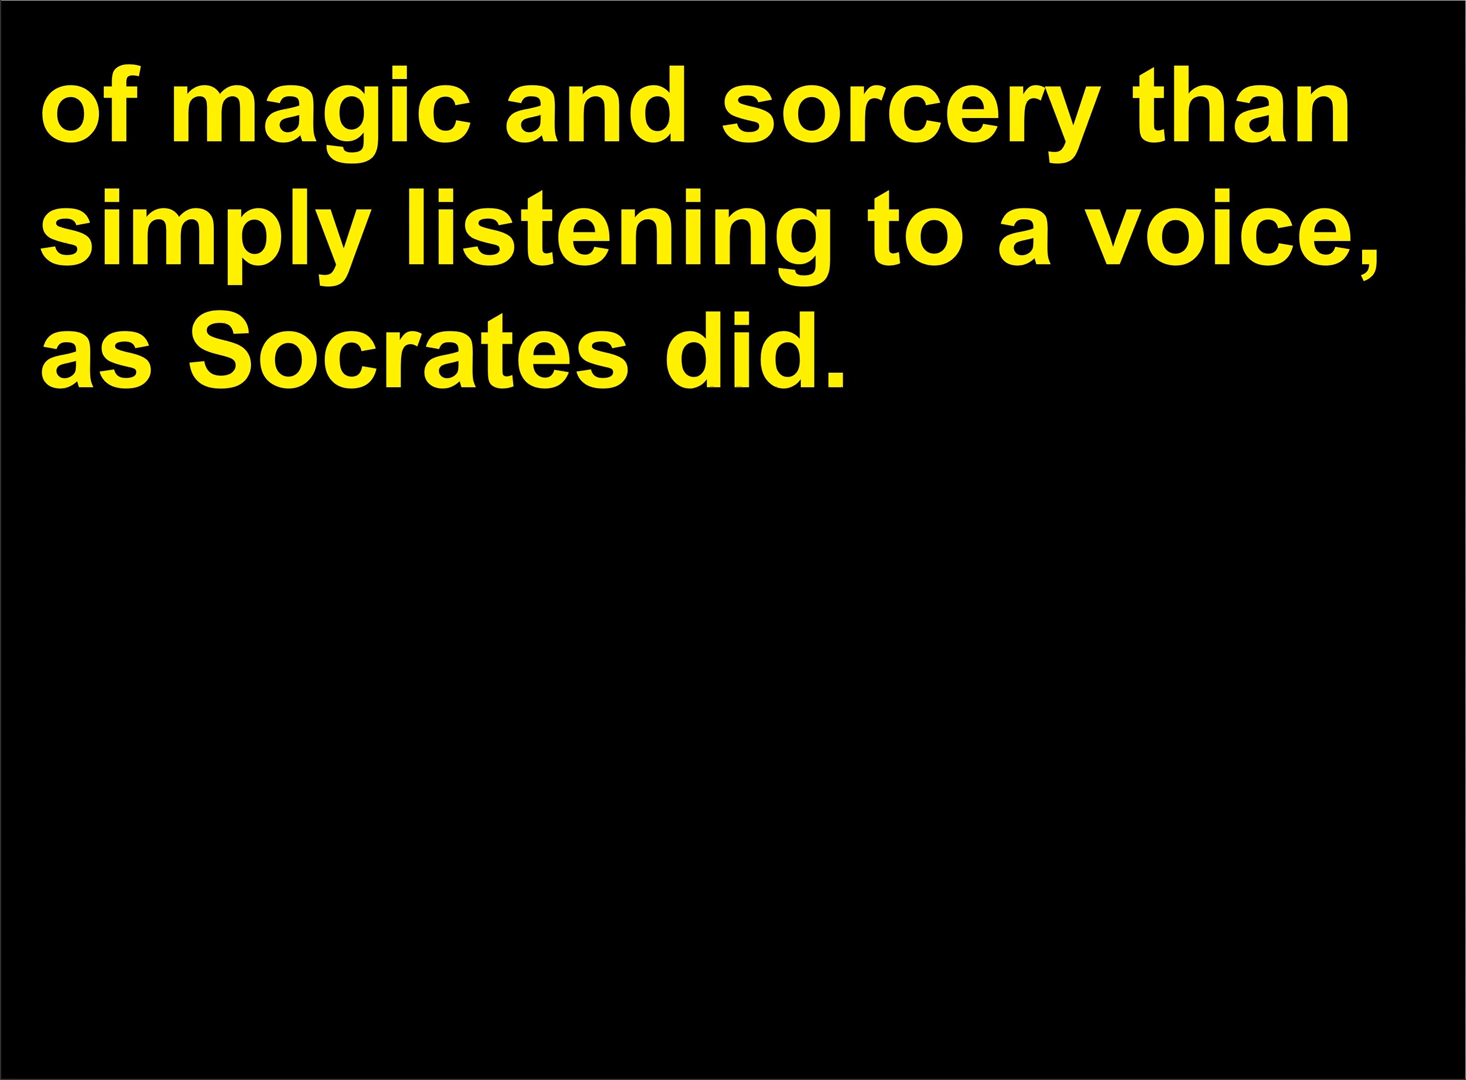 of magic and sorcery than
simply listening to a voice,
as Socrates did.